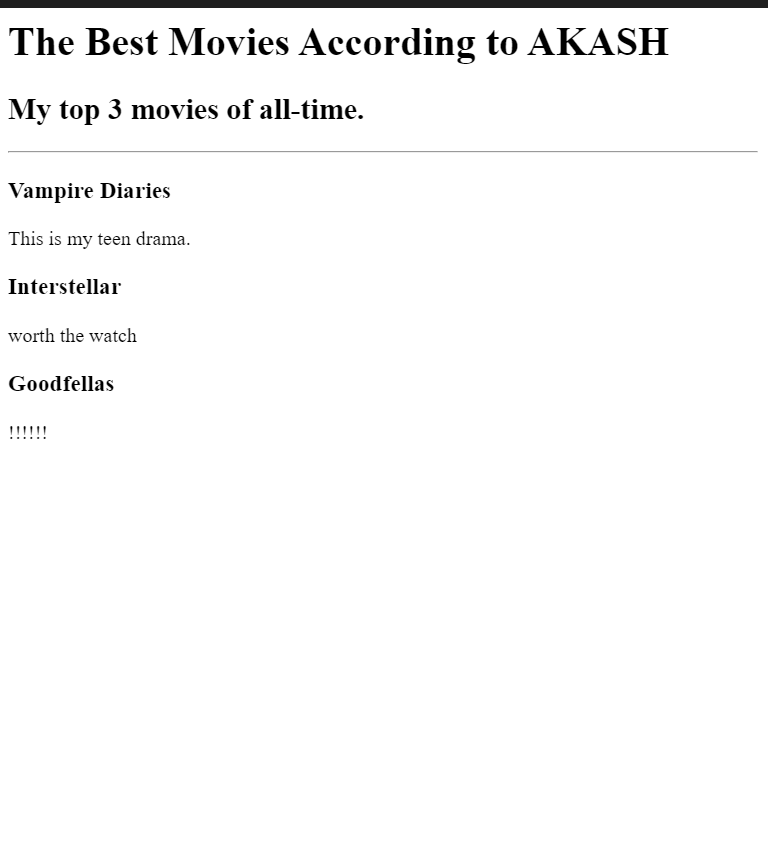 The Best Movies According to AKASH
My top 3 movies of all-time.
Vampire Diaries
This is my teen drama.
Interstellar
worth the watch
Goodfellas
!!!!!!